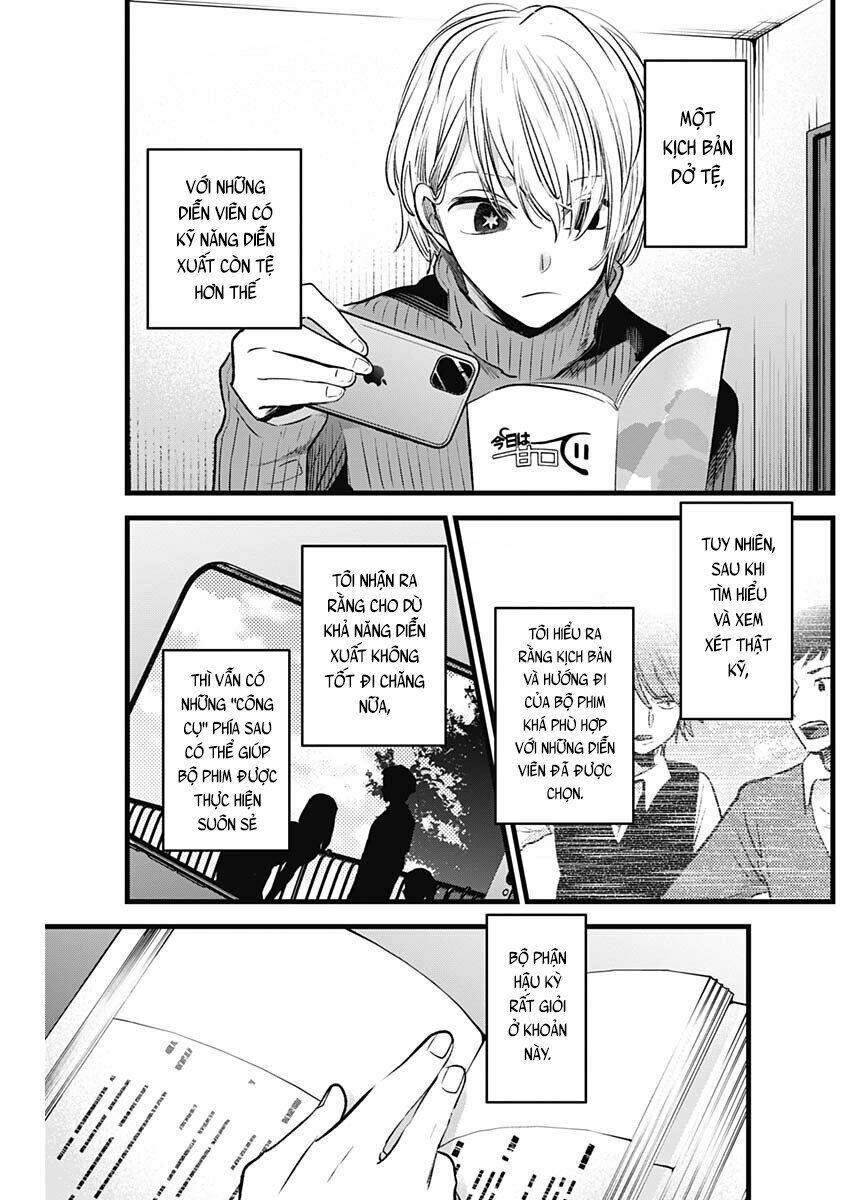 MỘT
KỊCH BẢN
DỞ TỆ,
VỚI NHỮNG
DIỄN VIÊN CÓ
KỸ NĂNG DIỄN
XUẤT CÒN TỆ
HƠN THẾ
今日は
甘口
TUY NHIÊN,
SAU KHI
TÌM HIỂU
VÀ XEM
XÉT THẬT
KỸ,
TÔI HIỂU RA
RẰNG KỊCH BẢN
VÀ HƯỚNG ĐI
CỦA BỘ PHIM
KHÁ PHÙ HỢP
VỚI NHỮNG DIỄN
VIÊN ĐÃ ĐƯỢC
CHỌN.
TÔI NHẬN RA
RẰNG CHO DÙ
KHẢ NĂNG DIỄN
XUẤT KHÔNG
TỐT ĐI CHĂNG
NỮA,
THÌ VẪN CÓ
NHỮNG "CÔNG
CỤ" PHÍA SAU
CÓ THỂ GIÚP
BỘ PHIM ĐƯỢC
THỰC HIỆN
SUÔN SẺ
BỘ PHẬN
HẬU KỲ
RẤT GIỎI
Ở KHOẢN
NÀY.